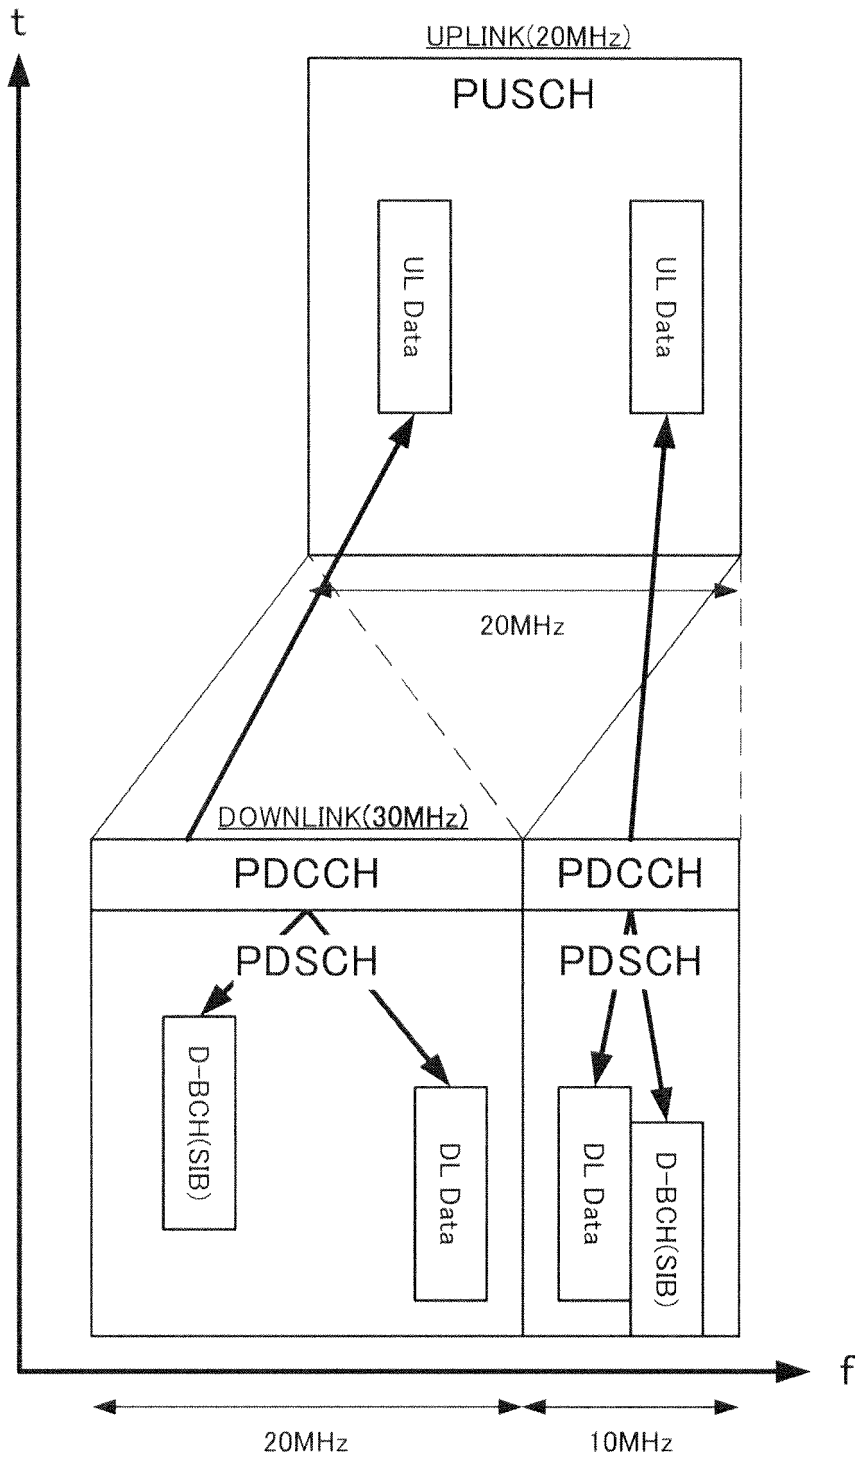 t
UPLINK(20MHz)
PUSCH
UL Data
UL Data
20MHz
DOWNLINK(30MHz)
PDCCH
PDCCH
PDSCH
PDSCH
D-BCH(SIB)
DL Data
DL Data
D-BCH(SIB)
f
20MHz
10MHz